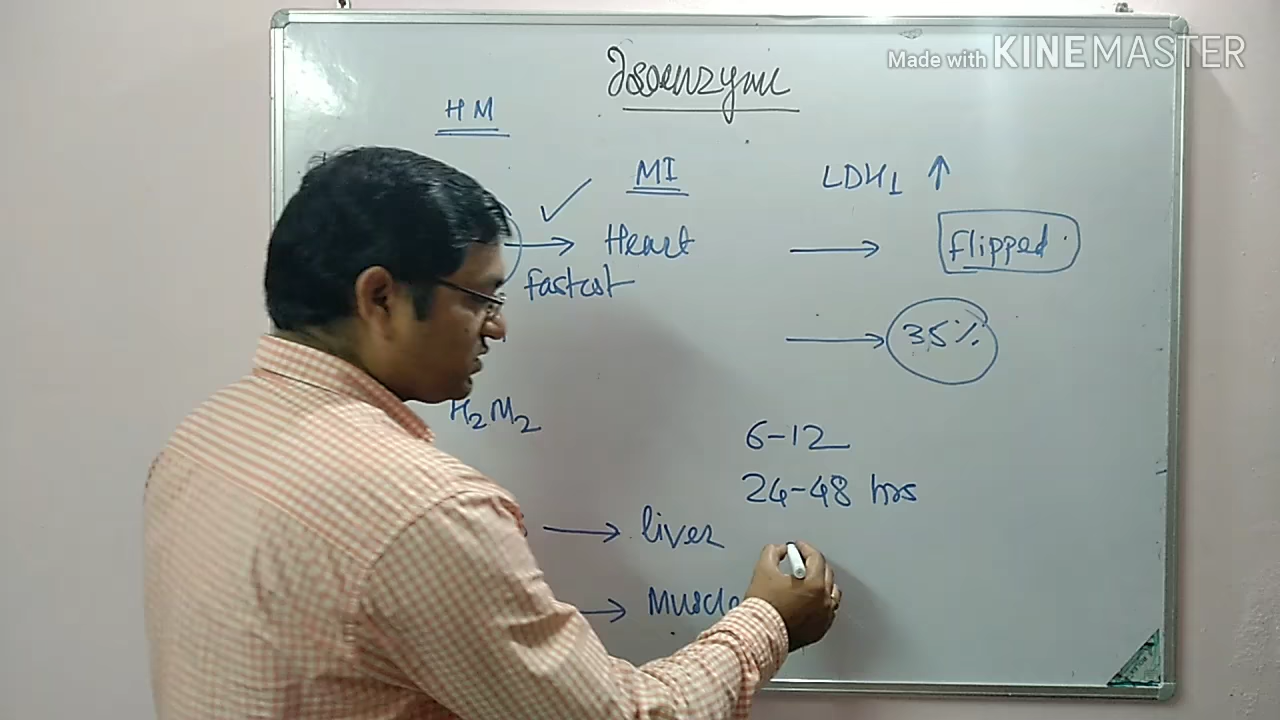 Made with KINEMASTER
Isoenzyme
HM
MI
LDH1 ↑
→ Heart
→ flipped
fastest
→ 35%
H2M2
6-12
24-48 hrs
→ liver
→ Muscle